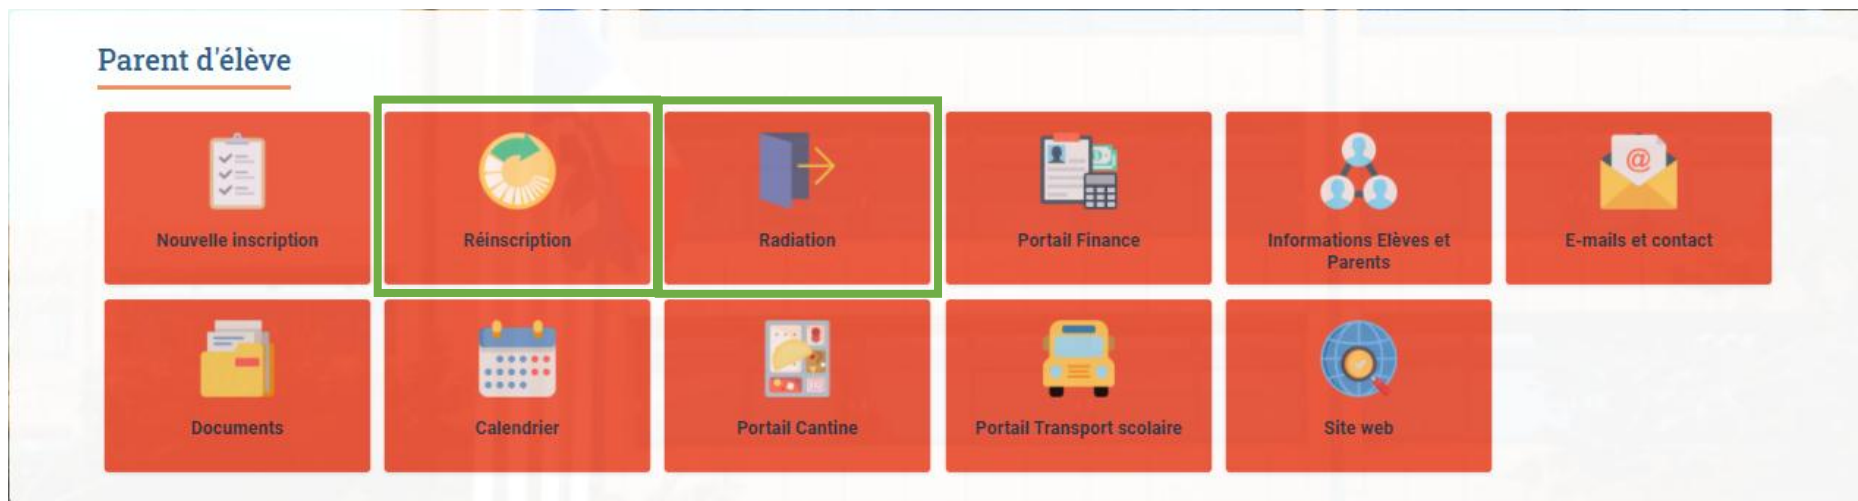 Parent d'élève
Nouvelle inscription
Réinscription
Radiation
Portail Finance
Informations Elèves et
Parents
E-mails et contact
Documents
Calendrier
Portail Cantine
Portail Transport scolaire
Site web